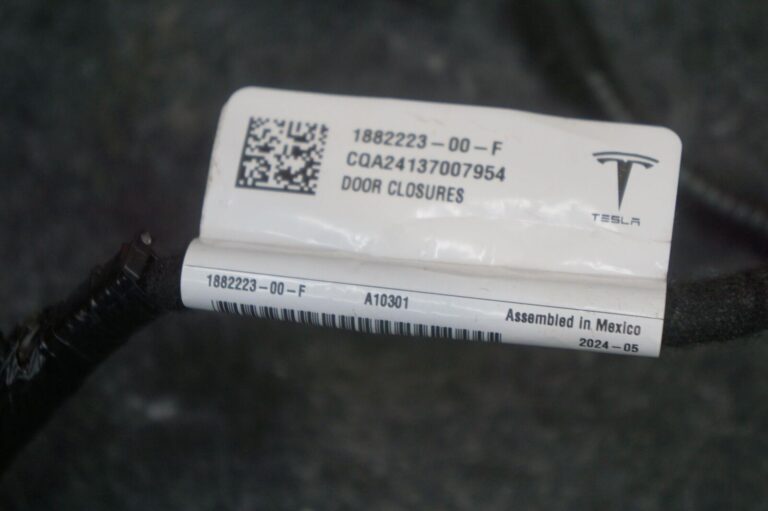 1882223-00-F
CQA24137007954
DOOR CLOSURES
TESLA
1882223-00-F
A10301
Assembled in Mexico
2024-05